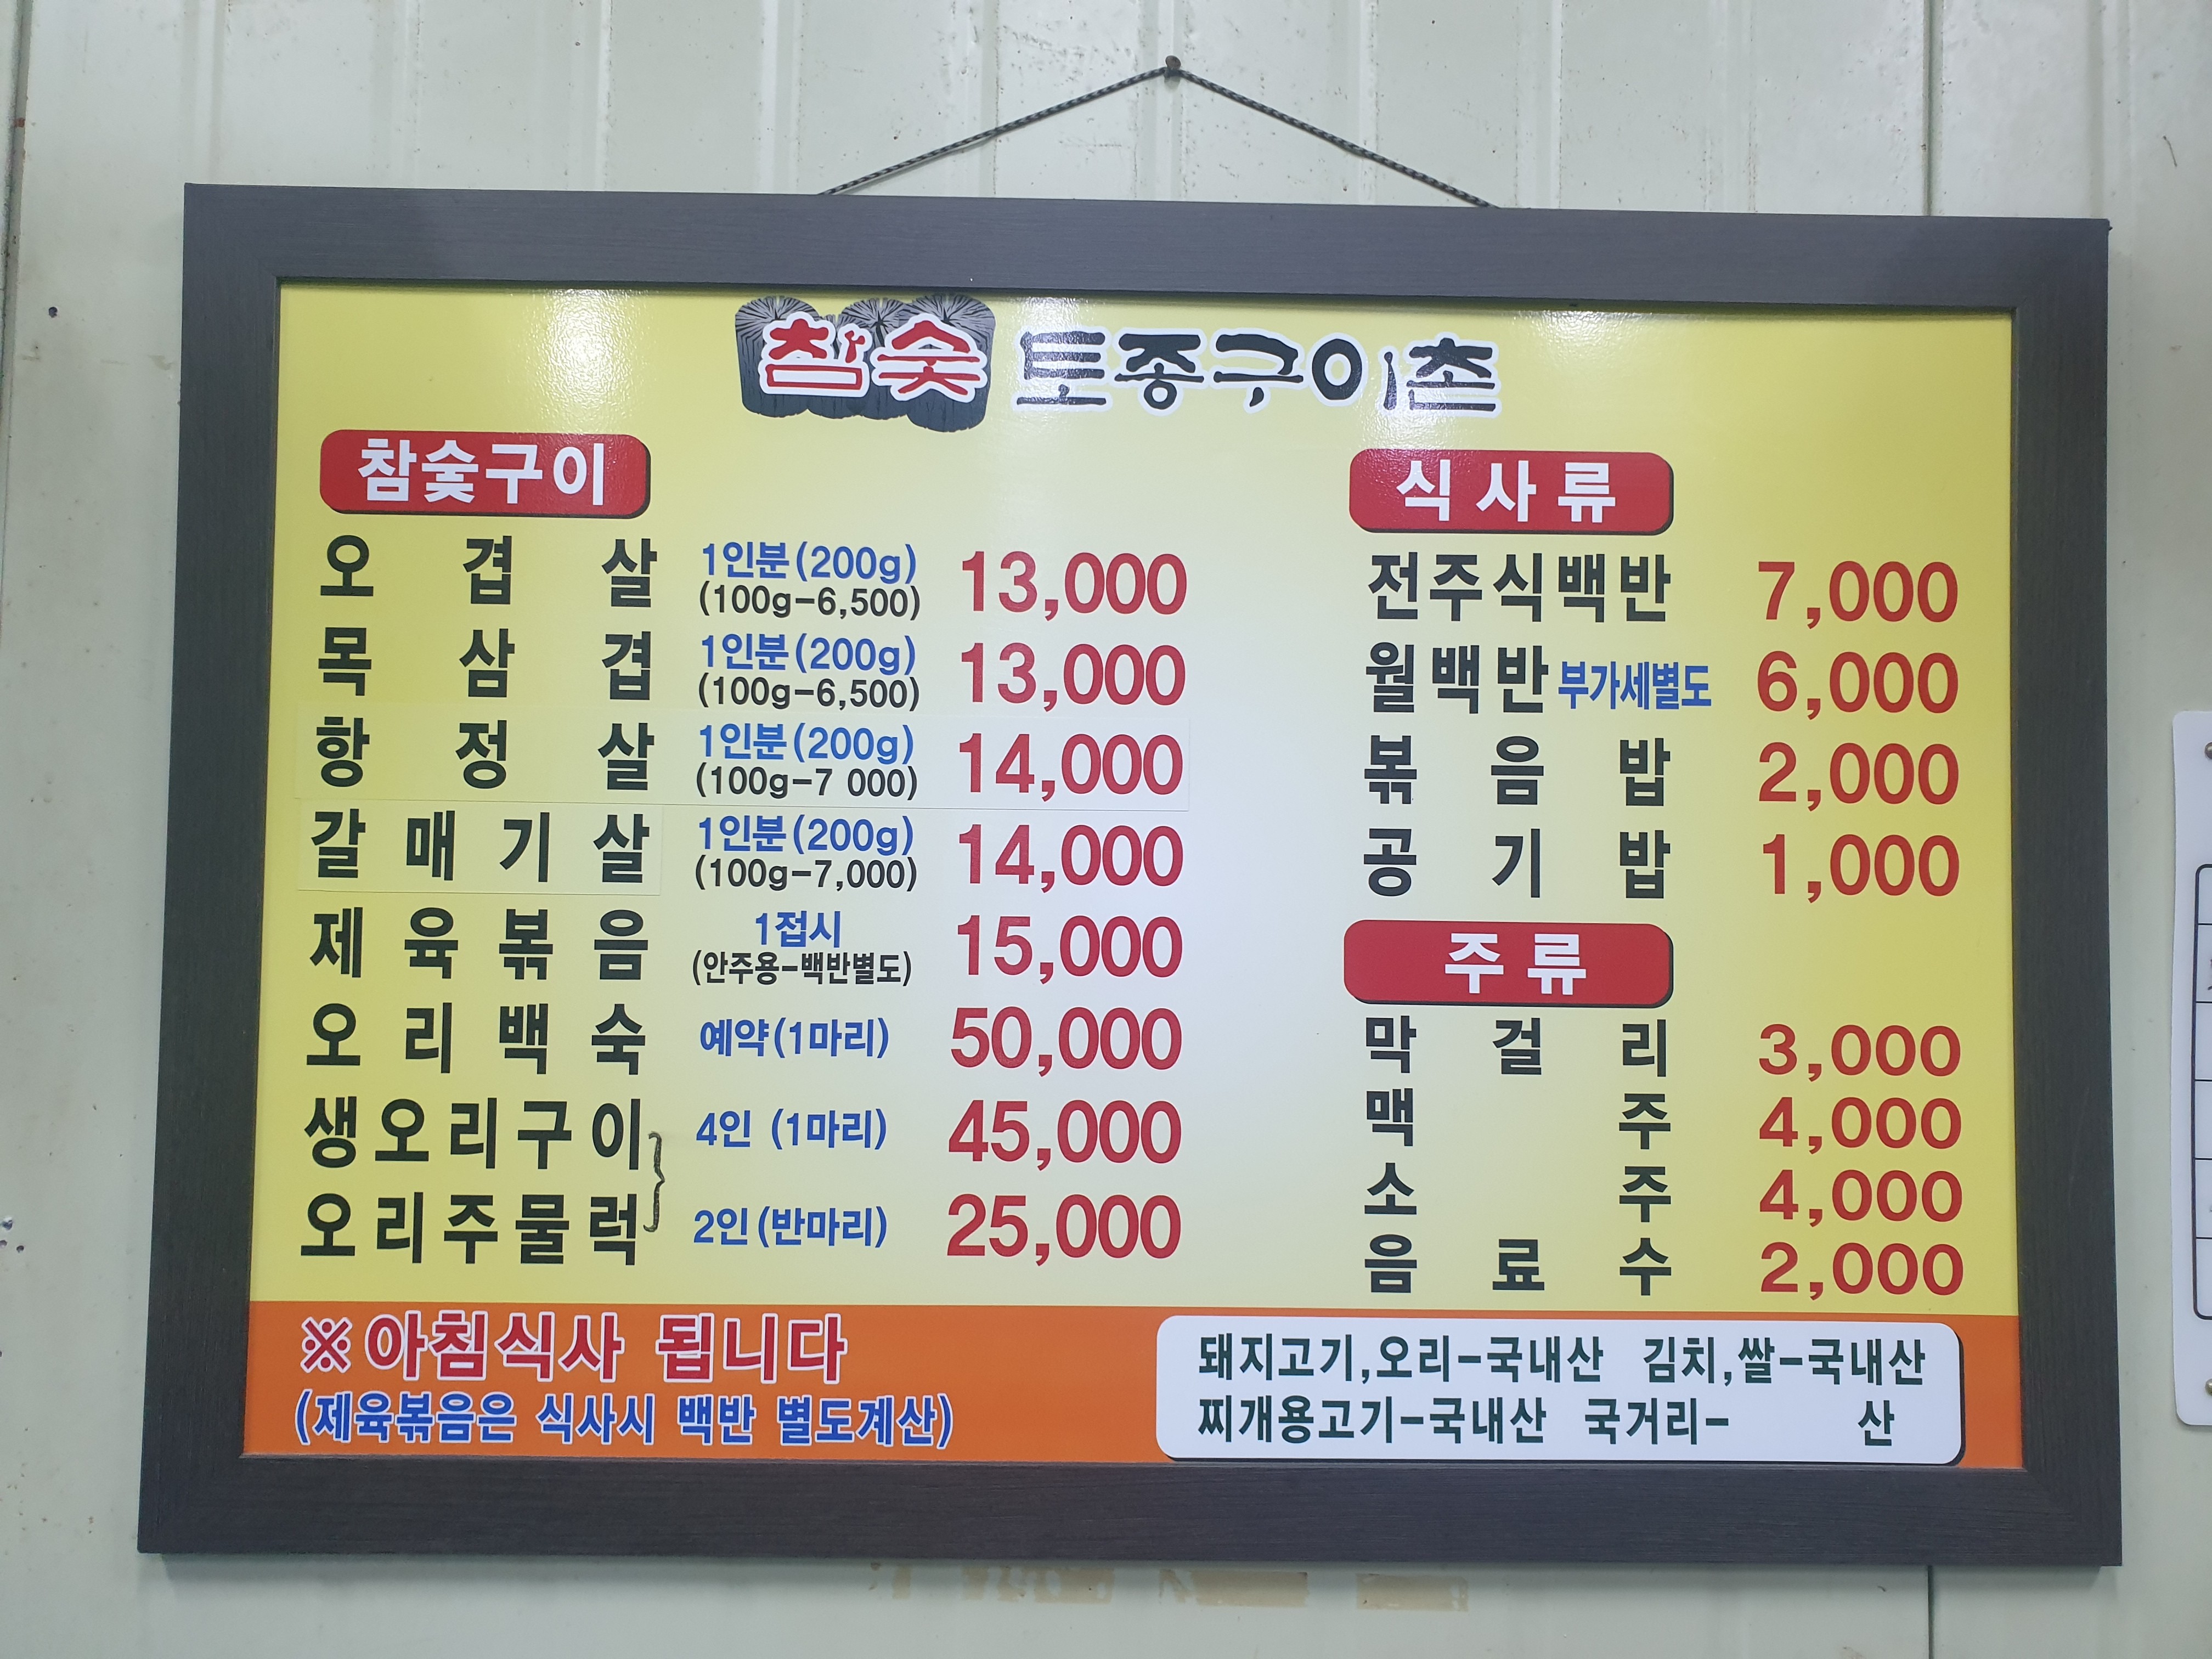 참숯 토종구이촌
참숯구이
오겹살 1인분(200g) 13,000
(100g-6,500)
목삼겹 1인분(200g) 13,000
(100g-6,500)
항정살 1인분(200g) 14,000
(100g-7 000)
갈매기살 1인분(200g) 14,000
(100g-7,000)
제육볶음 1접시 15,000
(안주용-백반별도)
오리백숙 예약(1마리) 50,000
생오리구이 4인 (1마리) 45,000
오리주물럭 2인(반마리) 25,000
식사류
전주식백반 7,000
월백반 부가세별도 6,000
볶음밥 2,000
공기밥 1,000
주류
막걸리 3,000
맥주 4,000
소주 4,000
음료수 2,000
※아침식사 됩니다
(제육볶음은 식사시 백반 별도계산)
돼지고기,오리-국내산 김치,쌀-국내산
찌개용고기-국내산 국거리- 산